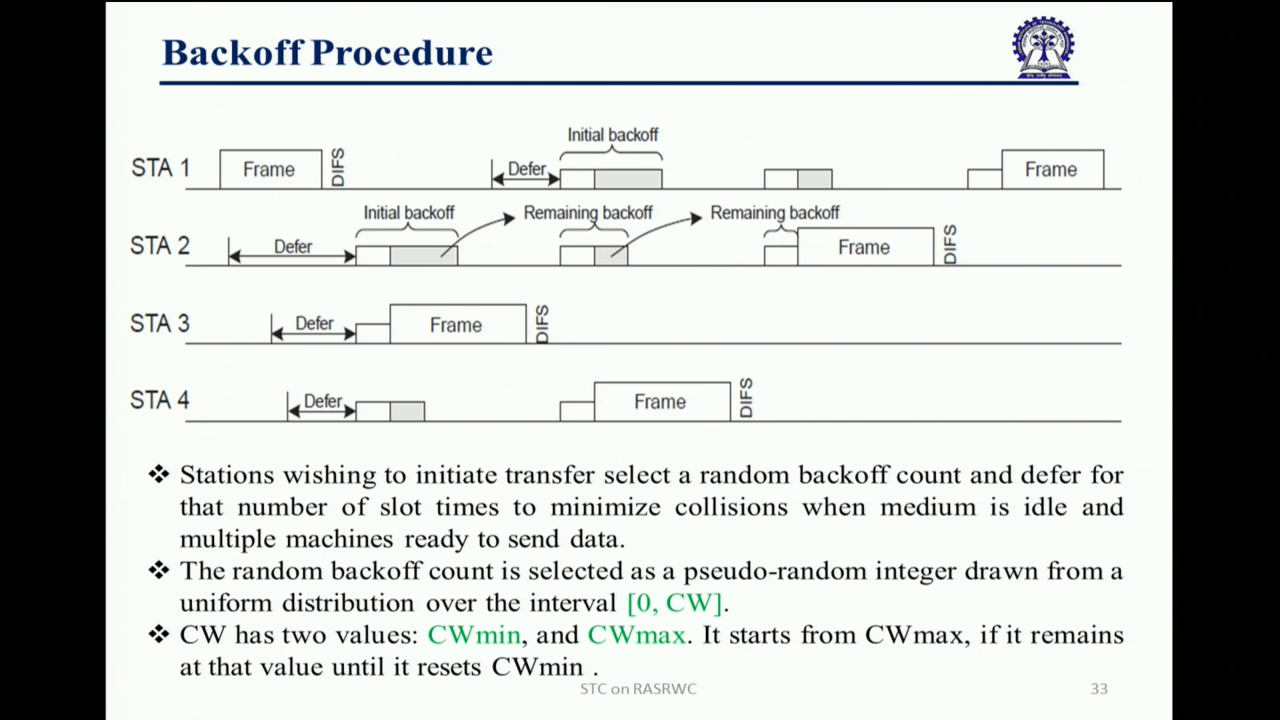 Backoff Procedure
Initial backoff
STA 1 Frame DIFS Defer Frame
Initial backoff Remaining backoff Remaining backoff
STA 2 Defer Frame DIFS
STA 3 Defer Frame DIFS
STA 4 Defer Frame DIFS
❖ Stations wishing to initiate transfer select a random backoff count and defer for
that number of slot times to minimize collisions when medium is idle and
multiple machines ready to send data.
❖ The random backoff count is selected as a pseudo-random integer drawn from a
uniform distribution over the interval [0, CW].
❖ CW has two values: CWmin, and CWmax. It starts from CWmax, if it remains
at that value until it resets CWmin .
STC on RASRWC 33